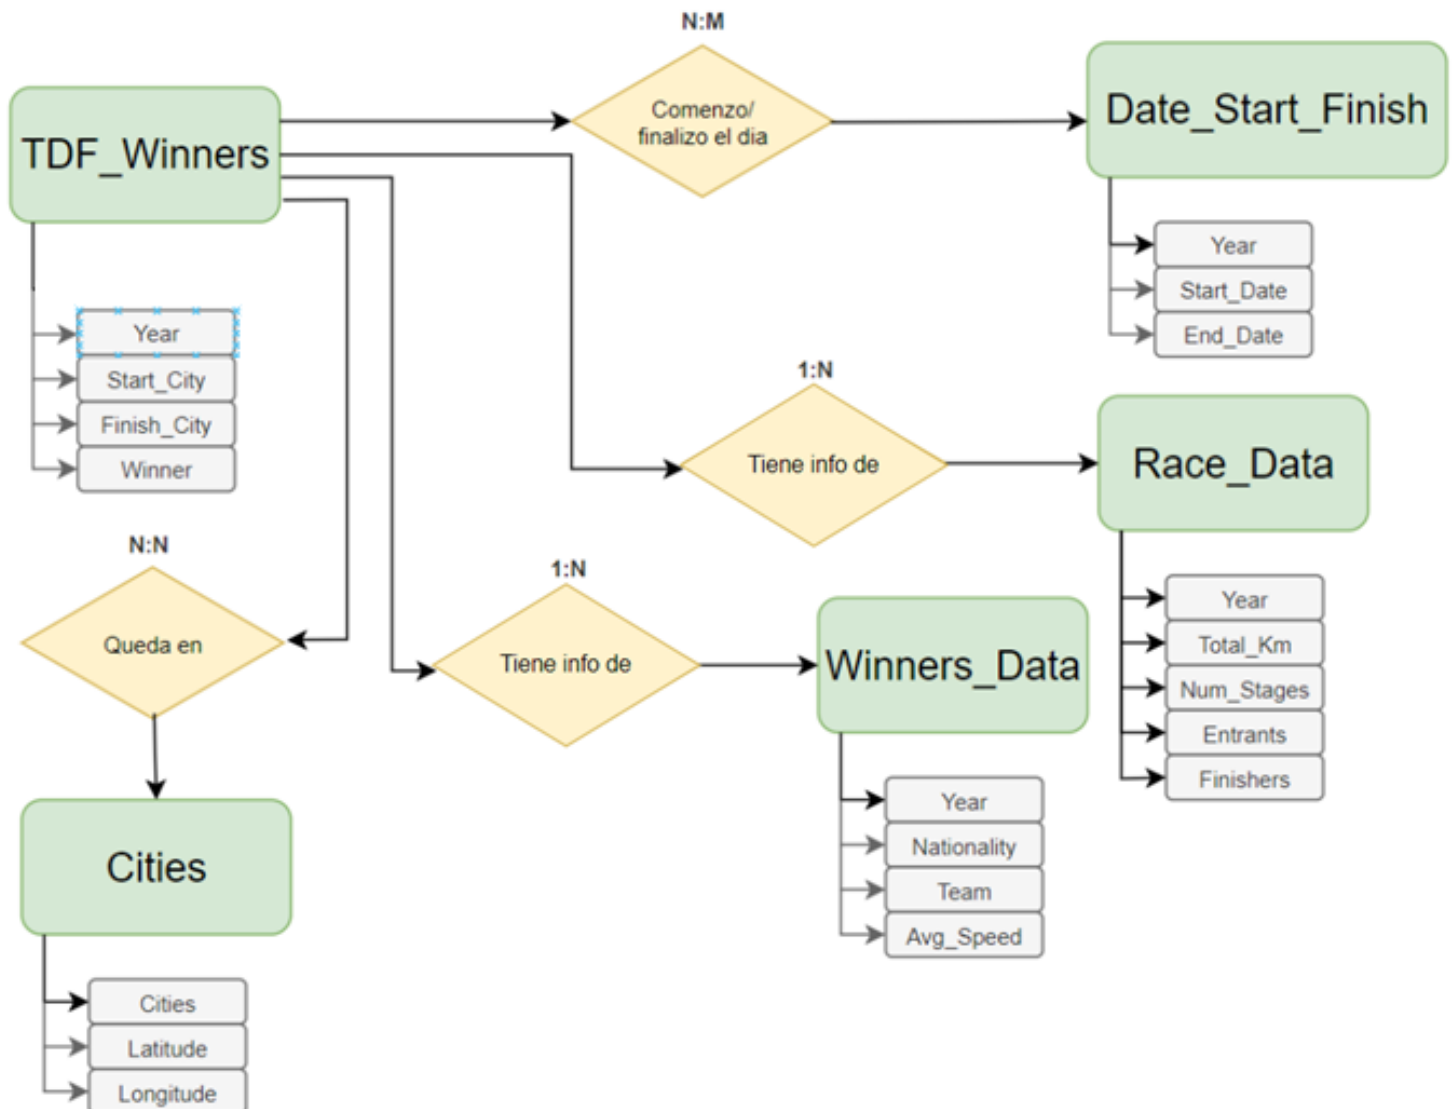 N:M
Comenzo/
finalizo el dia
Date_Start_Finish
TDF_Winners
Year
Start_Date
End_Date
Year
Start_City
Finish_City
Winner
1:N
Tiene info de
Race_Data
N:N
Queda en
1:N
Tiene info de
Winners_Data
Year
Total_Km
Num_Stages
Entrants
Finishers
Year
Nationality
Team
Avg_Speed
Cities
Cities
Latitude
Longitude